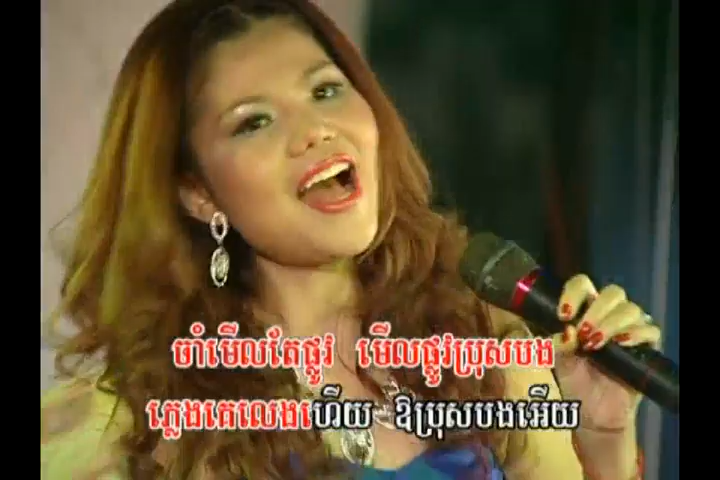 ចាំមើលតែផ្លូវ មើលផ្លូវប្រុសបង
ភ្លេងគេលេងហើយ ឱប្រុសបងអើយ